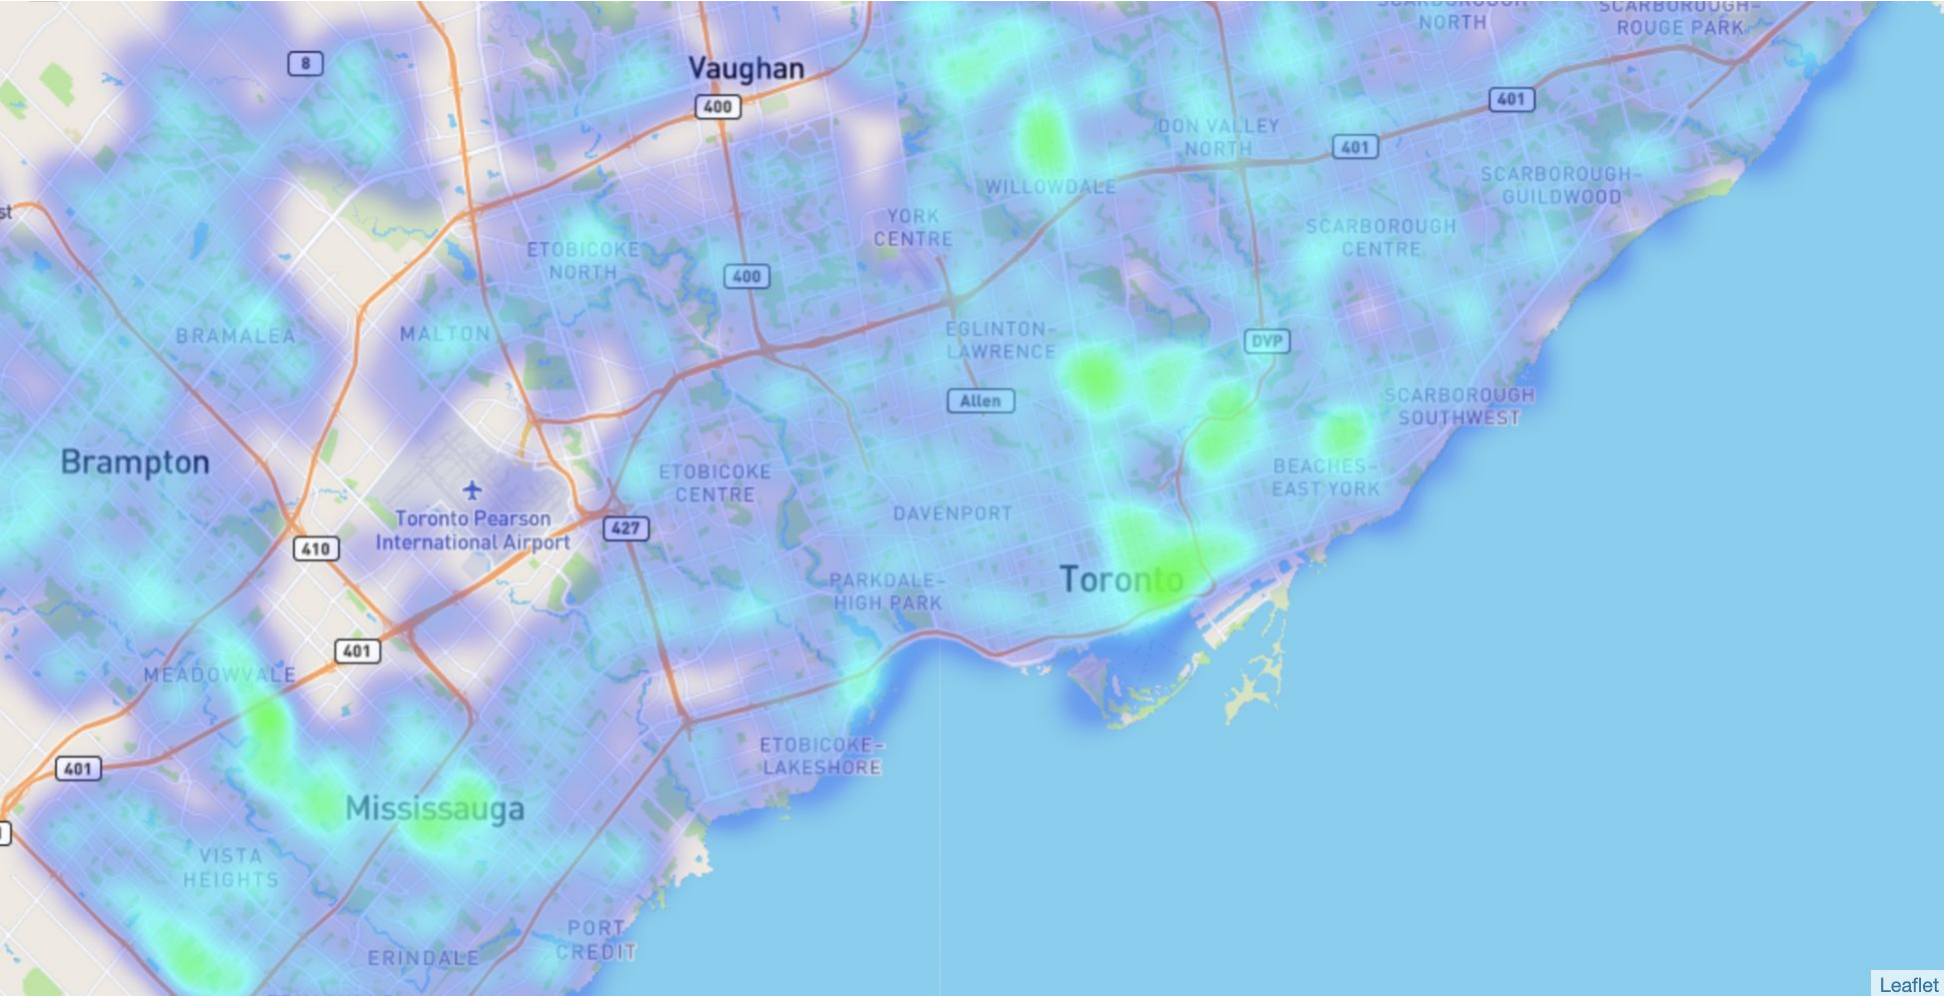 SCARBOROUGH
NORTH
SCARBOROUGH-
ROUGE PARK
8
Vaughan
400
401
DON VALLEY
NORTH
401
WILLOWDALE
SCARBOROUGH-
GUILDWOOD
st
YORK
CENTRE
SCARBOROUGH
CENTRE
ETOBICOKE
NORTH
400
BRAMALEA
MALTON
EGLINTON-
LAWRENCE
DVP
Allen
SCARBOROUGH
SOUTHWEST
Brampton
ETOBICOKE
CENTRE
BEACHES-
EAST YORK
Toronto Pearson
International Airport
DAVENPORT
427
410
Toronto
PARKDALE-
HIGH PARK
401
MEADOWVALE
ETOBICOKE-
LAKESHORE
401
Mississauga
VISTA
HEIGHTS
PORT
CREDIT
ERINDALE
Leaflet